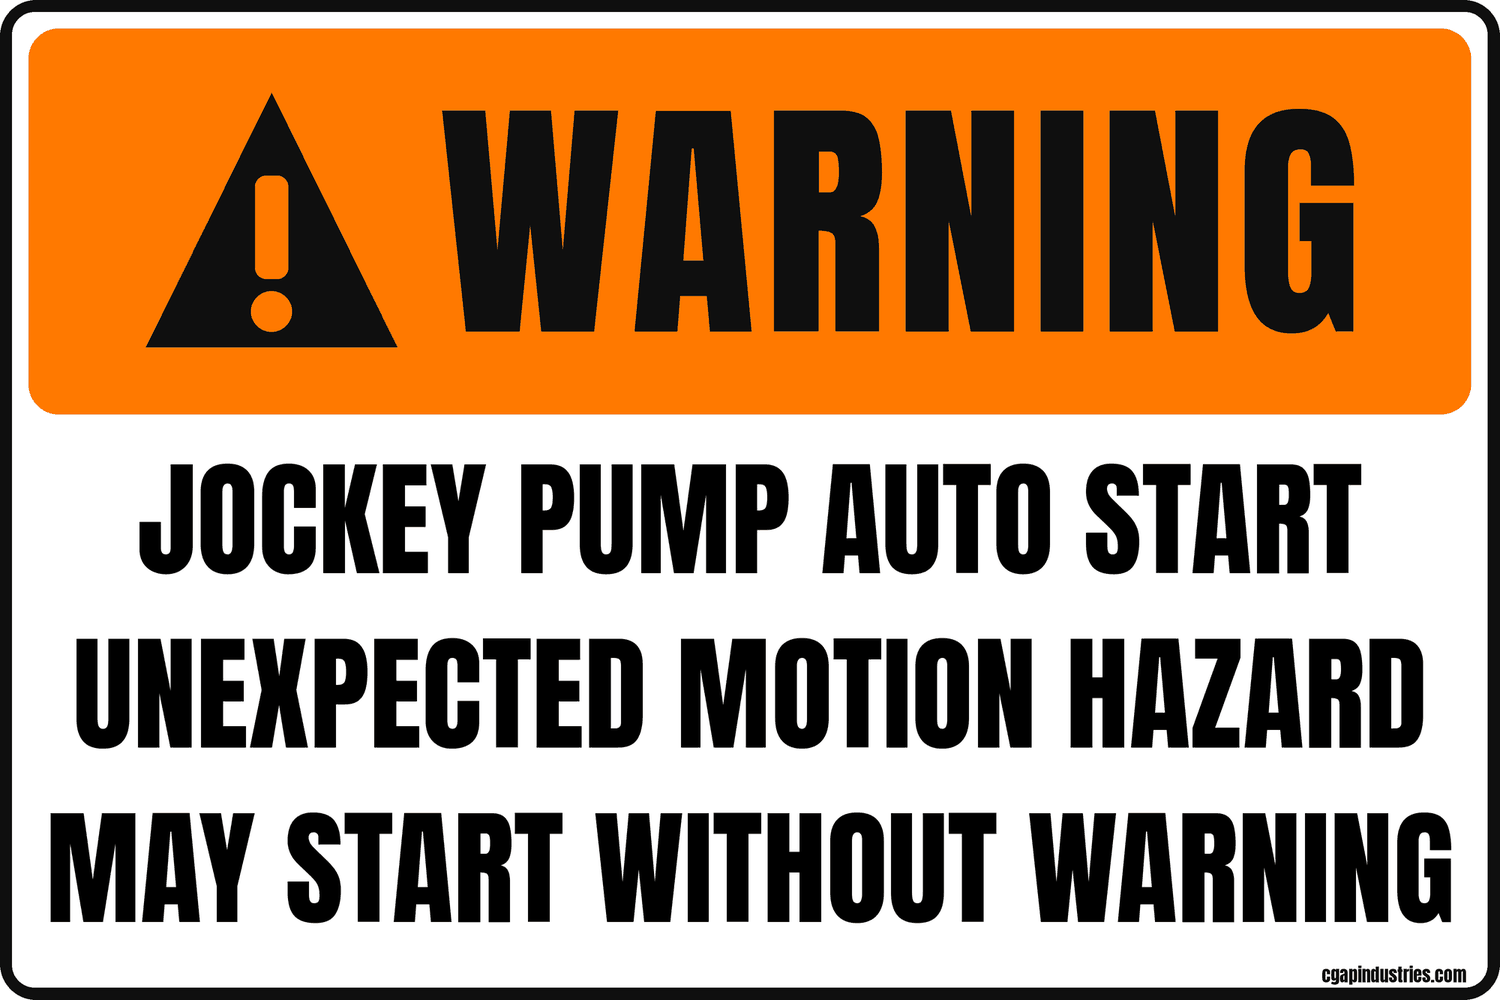 WARNING
JOCKEY PUMP AUTO START
UNEXPECTED MOTION HAZARD
MAY START WITHOUT WARNING
cgapindustries.com